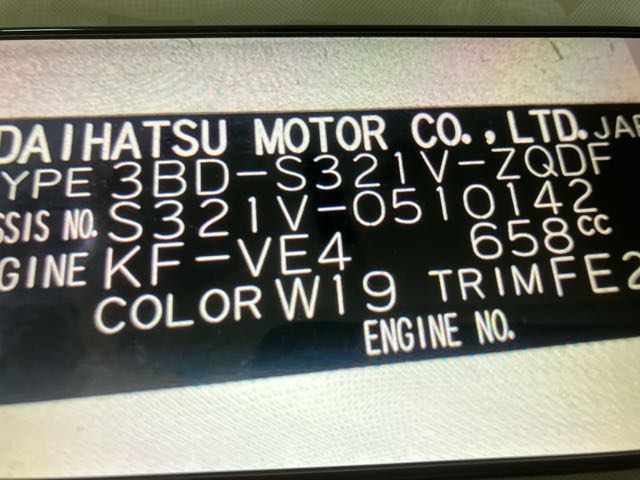 DAIHATSU MOTOR CO., LTD. JAP
YPE 3BD-S321V-ZQDF
SSIS NO. S321V-0510142
GINE KF-VE4 658cc
COLOR W19 TRIM FE2
ENGINE NO.